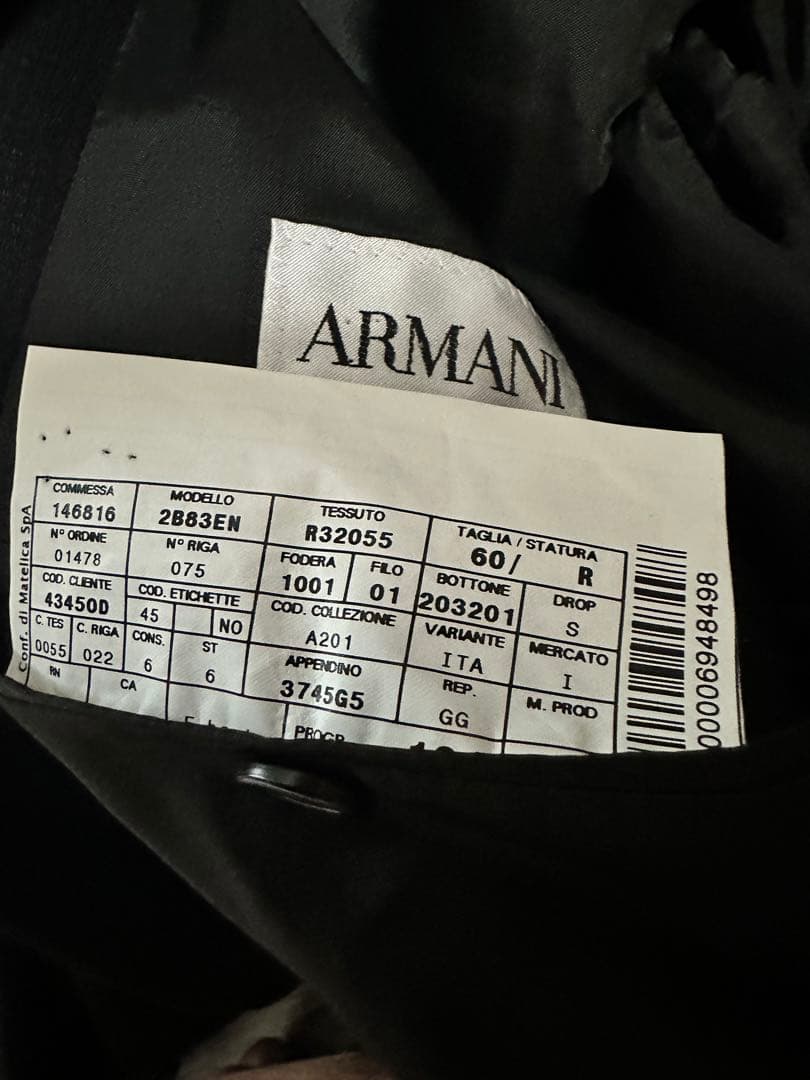 ARMANI
Conf. di Matelica SpA
COMMESSA MODELLO TESSUTO TAGLIA / STATURA
146816 2B83EN R32055 60/ R
N° ORDINE N° RIGA FODERA FILO BOTTONE DROP
01478 075 1001 01 203201 S
COD. CLIENTE COD. ETICHETTE COD. COLLEZIONE VARIANTE MERCATO
43450D 45 NO A201 ITA I
C. TES C. RIGA CONS. ST APPENDINO REP. M. PROD
0055 022 6 6 3745G5 GG
RN CA PROGR
00006948498